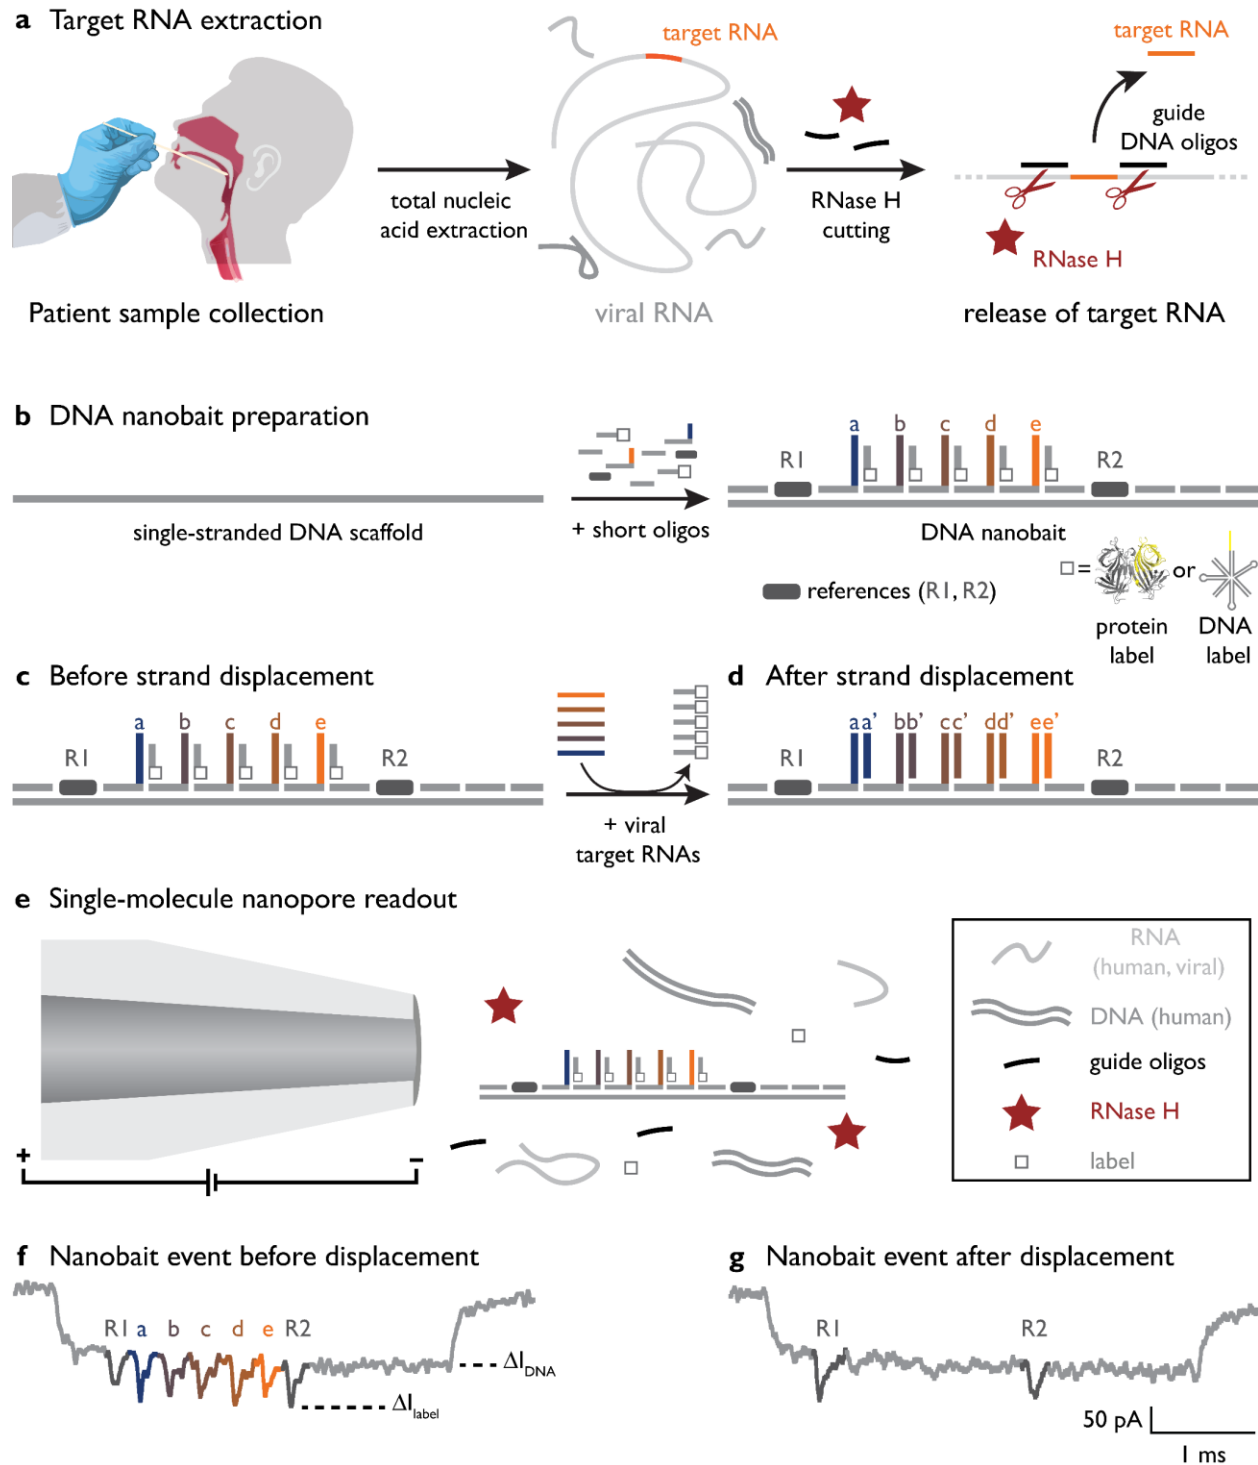 a Target RNA extraction
target RNA
target RNA
guide
DNA oligos
total nucleic
acid extraction
RNase H
cutting
RNase H
Patient sample collection
viral RNA
release of target RNA
b DNA nanobait preparation
a b c d e
R1
R2
single-stranded DNA scaffold
+ short oligos
DNA nanobait
references (R1, R2)
= or
protein
label
DNA
label
c Before strand displacement
a b c d e
R1
R2
+ viral
target RNAs
d After strand displacement
aa' bb' cc' dd' ee'
R1
R2
e Single-molecule nanopore readout
+
–
RNA
(human, viral)
DNA (human)
guide oligos
RNase H
label
f Nanobait event before displacement
R1 a b c d e R2
ΔI_DNA
ΔI_label
g Nanobait event after displacement
R1
R2
50 pA
1 ms